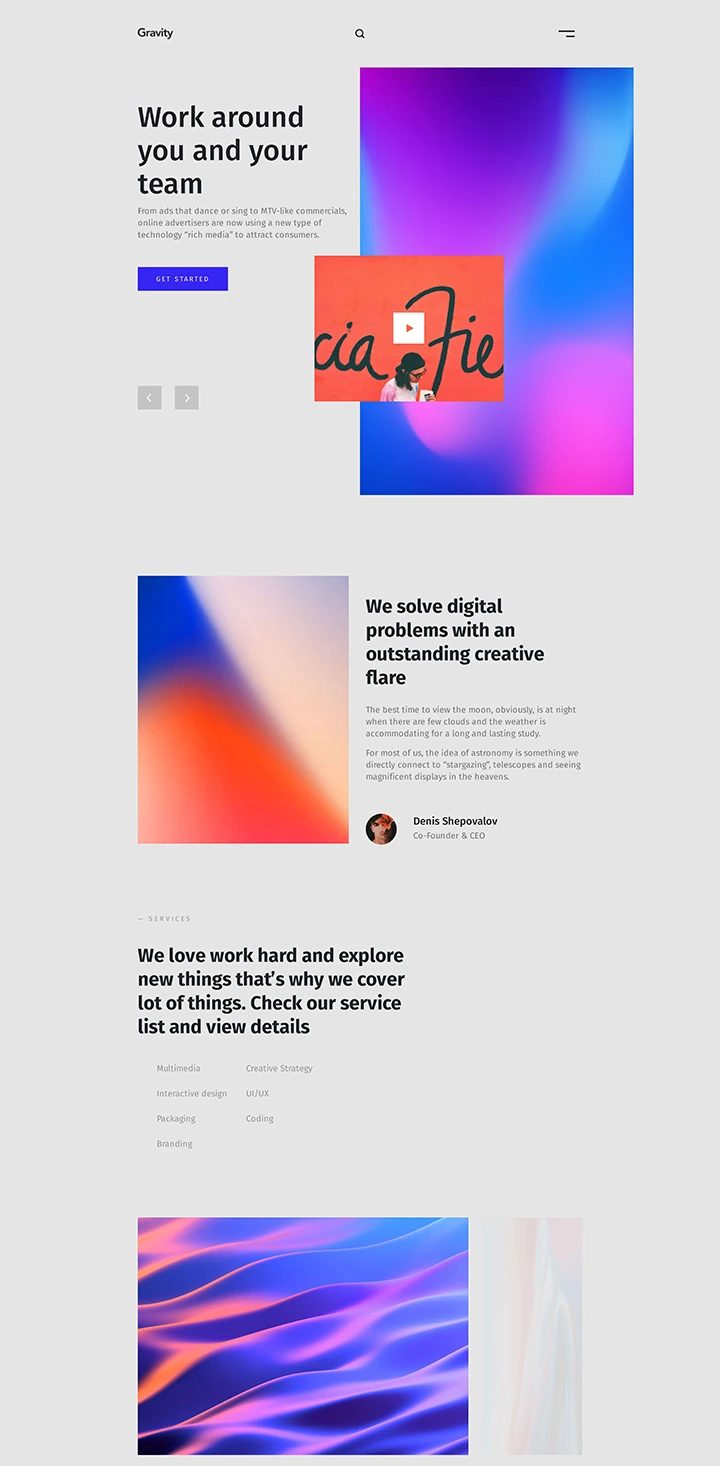 Gravity
Work around
you and your
team
From ads that dance or sing to MTV-like commercials,
online advertisers are now using a new type of
technology “rich media” to attract consumers.
GET STARTED
cia Fie
We solve digital
problems with an
outstanding creative
flare
The best time to view the moon, obviously, is at night
when there are few clouds and the weather is
accommodating for a long and lasting study.
For most of us, the idea of astronomy is something we
directly connect to “stargazing”, telescopes and seeing
magnificent displays in the heavens.
Denis Shepovalov
Co-Founder & CEO
— SERVICES
We love work hard and explore
new things that’s why we cover
lot of things. Check our service
list and view details
Multimedia Creative Strategy
Interactive design UI/UX
Packaging Coding
Branding